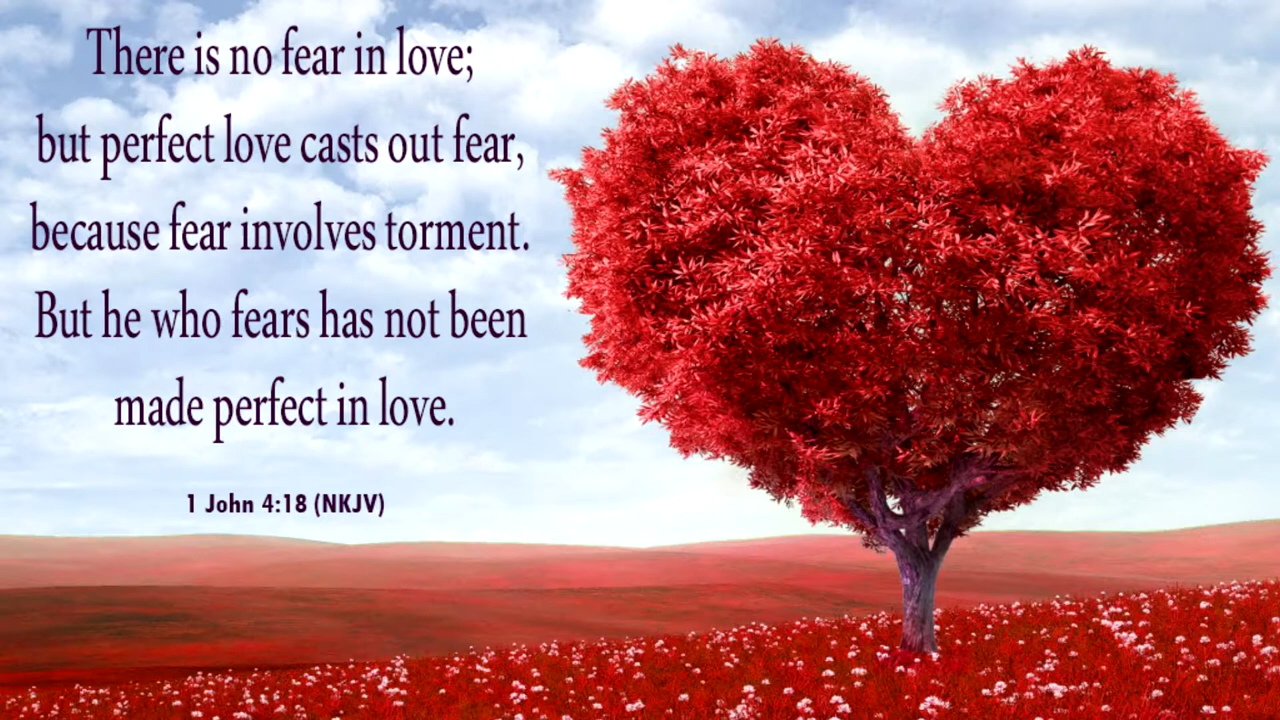 There is no fear in love;
but perfect love casts out fear,
because fear involves torment.
But he who fears has not been
made perfect in love.
1 John 4:18 (NKJV)